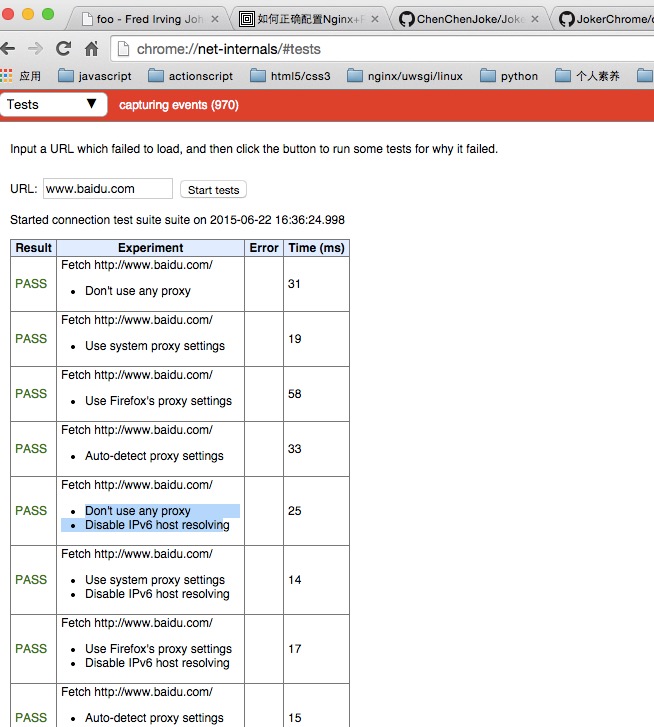 foo - Fred Irving Joh
如何正确配置Nginx+P
ChenChenJoke/Joke
JokerChrome/c
chrome://net-internals/#tests
应用
javascript
actionscript
html5/css3
nginx/uwsgi/linux
python
个人素养
Tests ▼
capturing events (970)
Input a URL which failed to load, and then click the button to run some tests for why it failed.
URL: www.baidu.com Start tests
Started connection test suite suite on 2015-06-22 16:36:24.998
Result Experiment Error Time (ms)
Fetch http://www.baidu.com/
PASS • Don't use any proxy 31
Fetch http://www.baidu.com/
PASS • Use system proxy settings 19
Fetch http://www.baidu.com/
PASS • Use Firefox's proxy settings 58
Fetch http://www.baidu.com/
PASS • Auto-detect proxy settings 33
Fetch http://www.baidu.com/
PASS • Don't use any proxy 25
• Disable IPv6 host resolving
Fetch http://www.baidu.com/
PASS • Use system proxy settings 14
• Disable IPv6 host resolving
Fetch http://www.baidu.com/
PASS • Use Firefox's proxy settings 17
• Disable IPv6 host resolving
Fetch http://www.baidu.com/
PASS • Auto-detect proxy settings 15